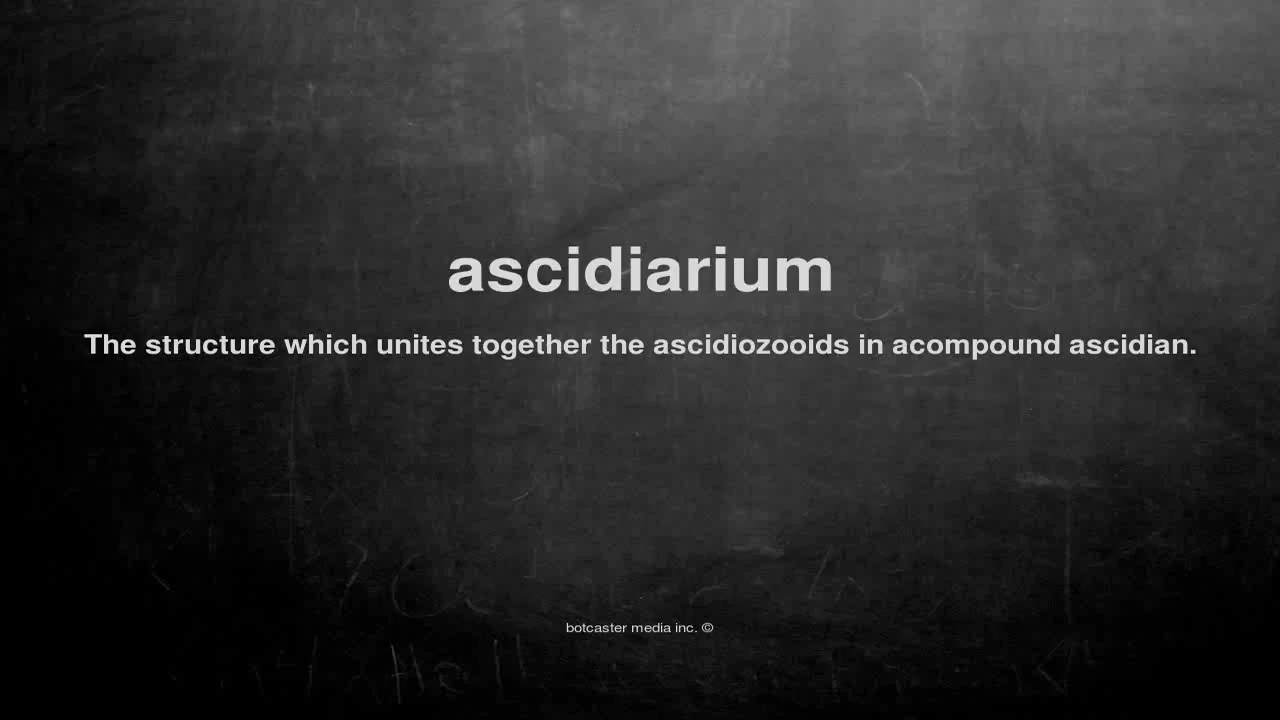 ascidiarium
The structure which unites together the ascidiozooids in acompound ascidian.
botcaster media inc. ©